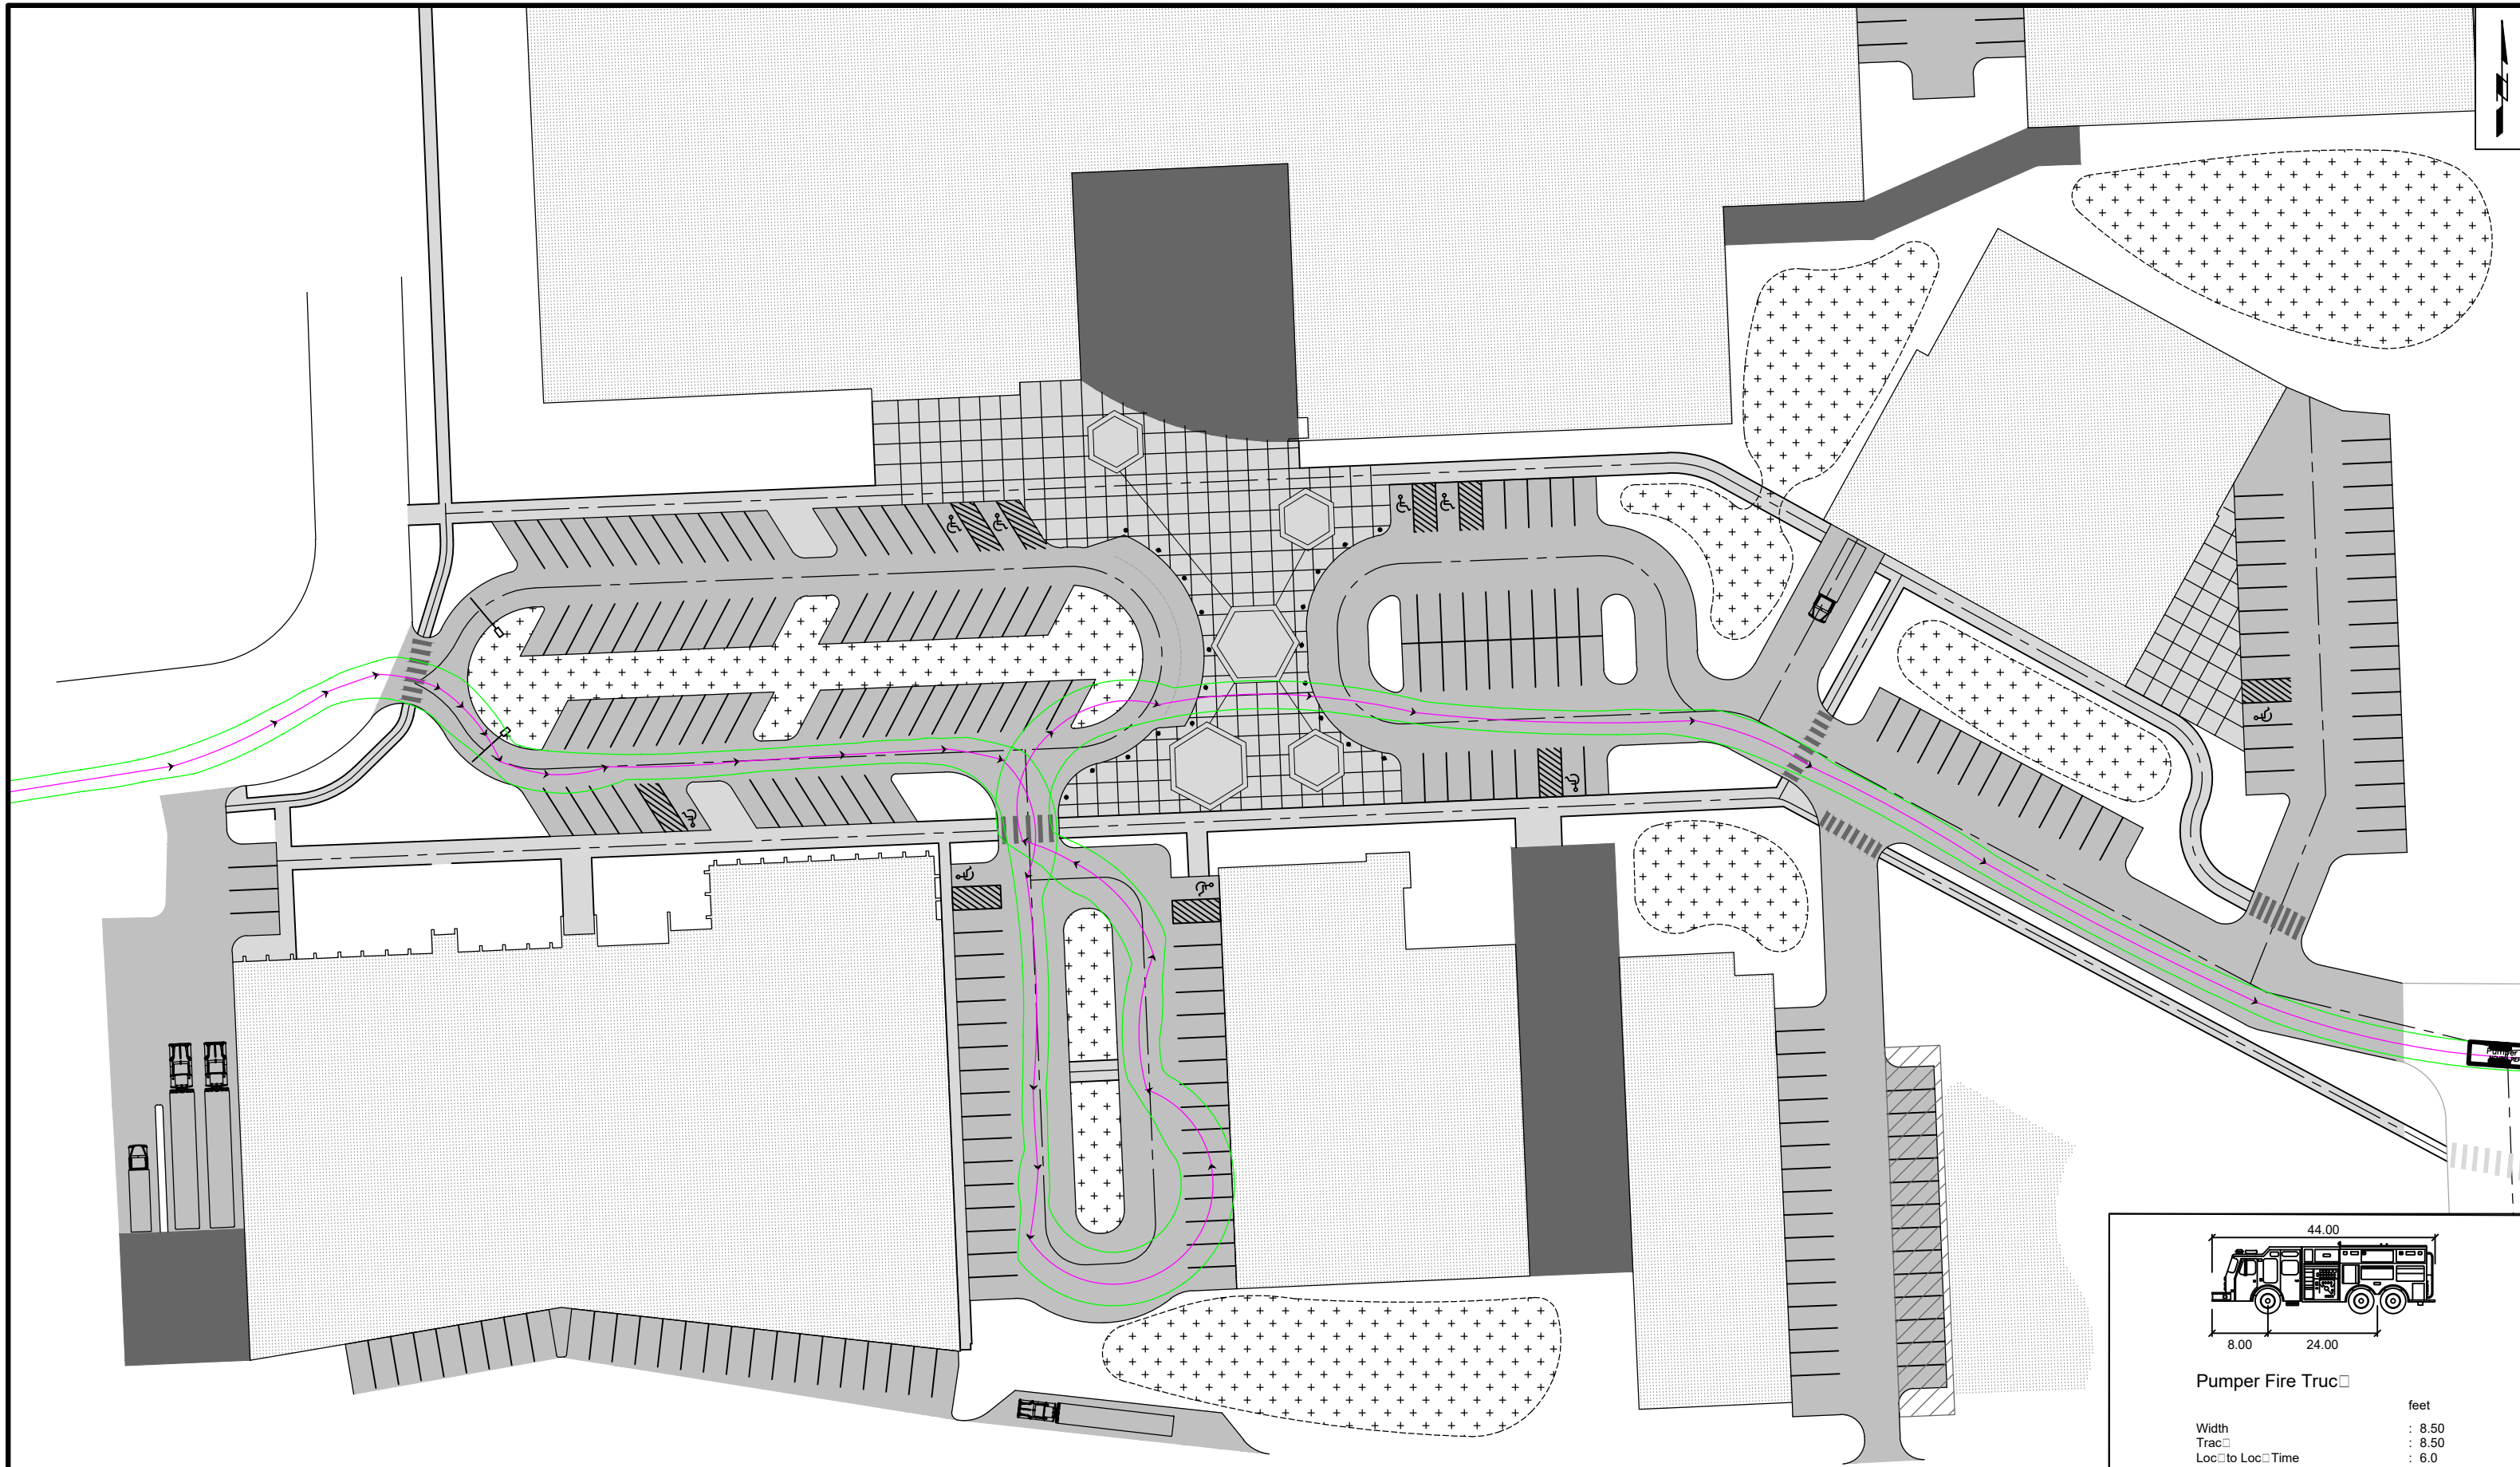 Pumper
44.00
8.00 24.00
Pumper Fire Truc□
feet
Width : 8.50
Trac□ : 8.50
Loc□to Loc□Time : 6.0